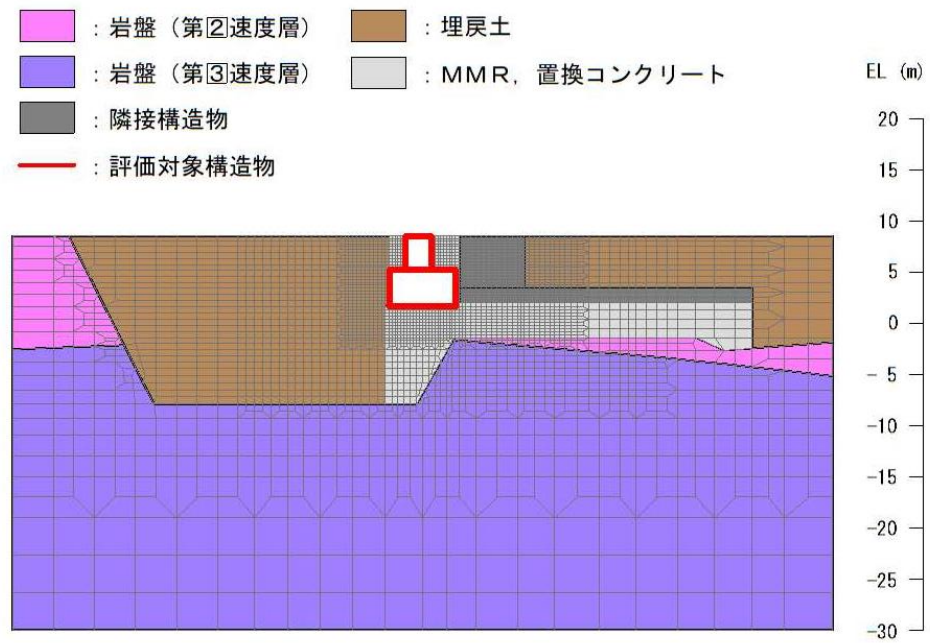 ：岩盤（第②速度層）
：埋戻土
：岩盤（第③速度層）
：ＭＭＲ，置換コンクリート
：隣接構造物
：評価対象構造物
EL (m)
20
15
10
5
0
- 5
-10
-15
-20
-25
-30